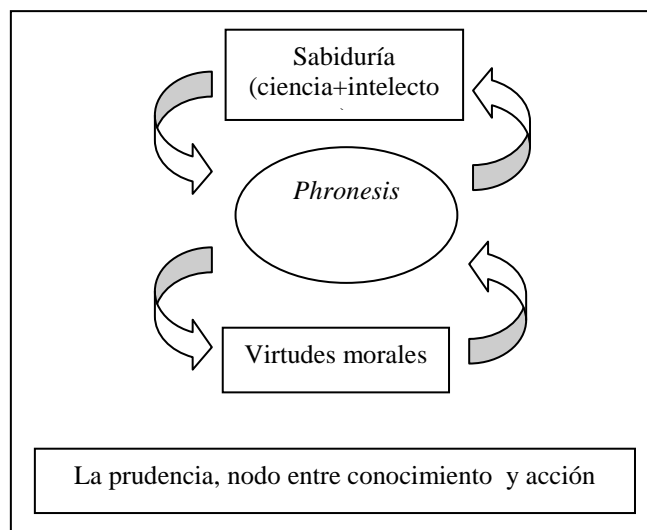 Sabiduría
(ciencia+intelecto
)
Phronesis
Virtudes morales
La prudencia, nodo entre conocimiento y acción